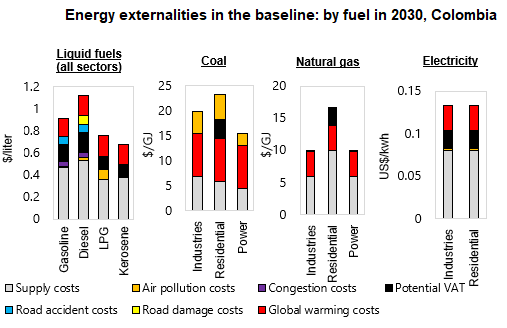 Energy externalities in the baseline: by fuel in 2030, Colombia
Liquid fuels
(all sectors)
Coal
Natural gas
Electricity
$/liter
1.2
1
0.8
0.6
0.4
0.2
0
Gasoline
Diesel
LPG
Kerosene
$/GJ
25
20
15
10
5
0
Industries
Residential
Power
$/GJ
20
15
10
5
0
Industries
Residential
Power
US$/kwh
0.15
0.1
0.05
0
Industries
Residential
Supply costs
Air pollution costs
Congestion costs
Potential VAT
Road accident costs
Road damage costs
Global warming costs